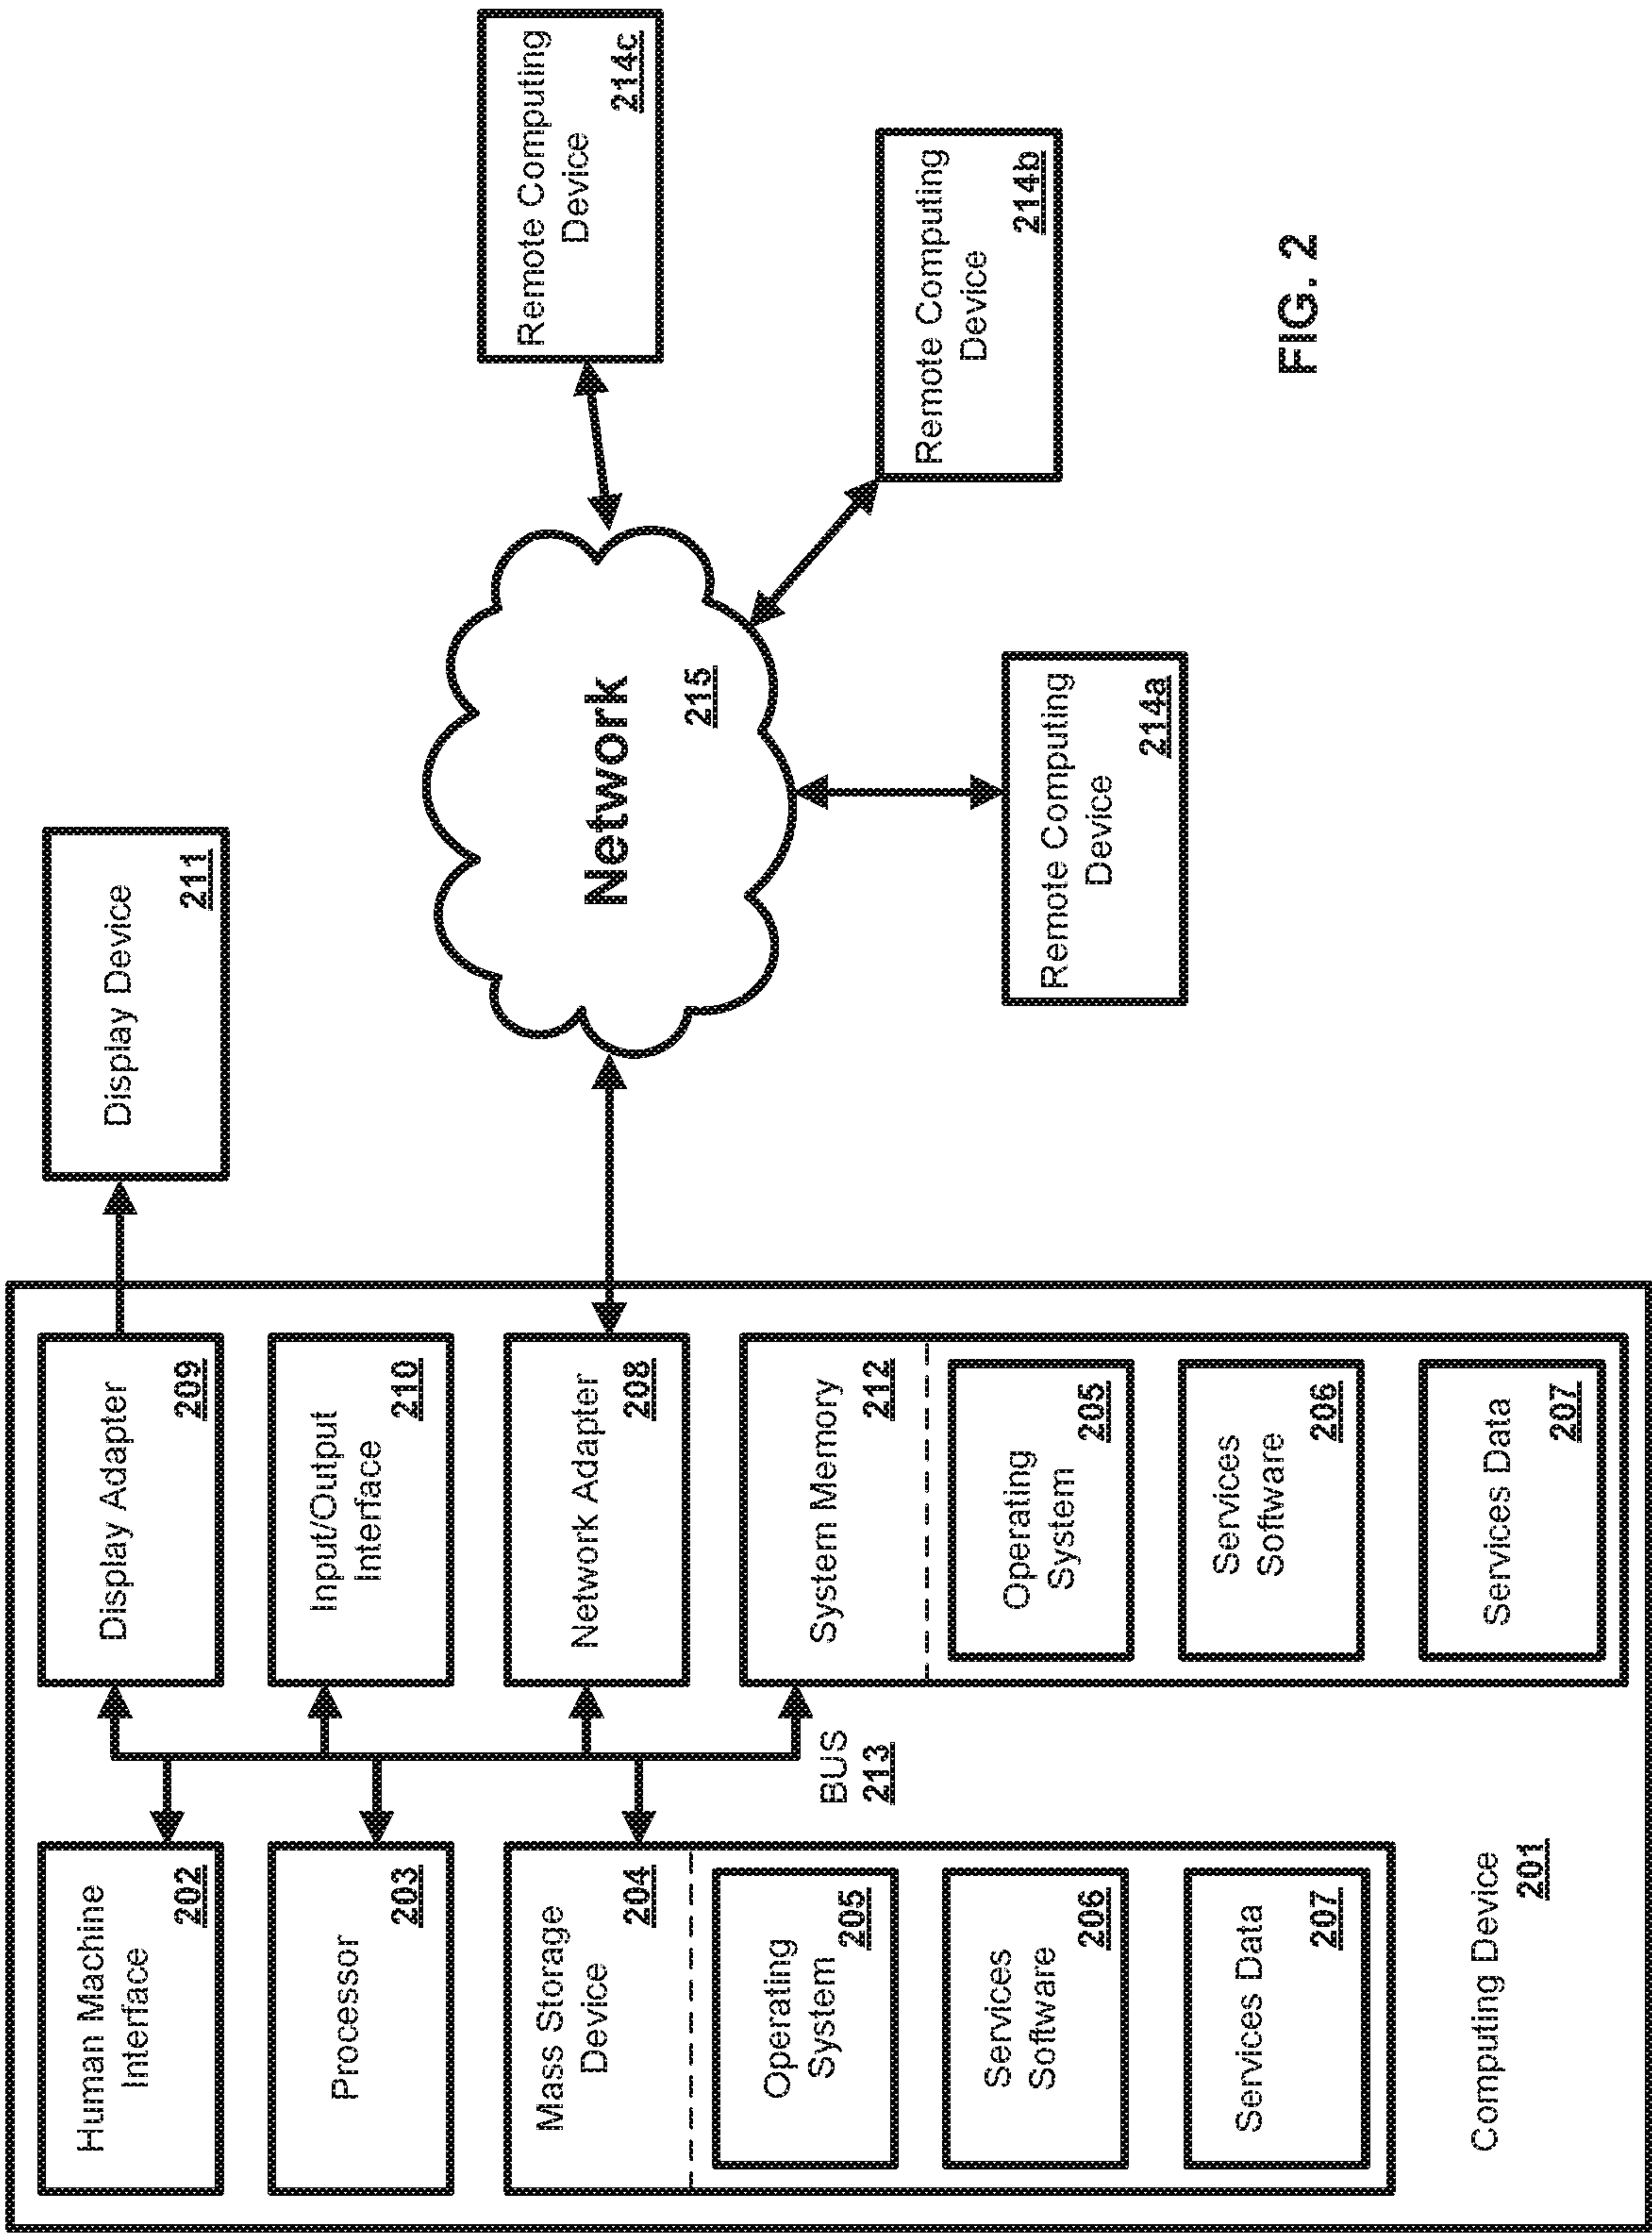 Human Machine
Interface
202
Processor
203
Mass Storage
Device
204
Operating
System
205
Services
Software
206
Services Data
207
Computing Device
201
BUS
213
Display Adapter
209
Input/Output
Interface
210
Network Adapter
208
System Memory
212
Operating
System
205
Services
Software
206
Services Data
207
Display Device
211
Network
215
Remote Computing
Device
214a
Remote Computing
Device
214b
Remote Computing
Device
214c
FIG. 2